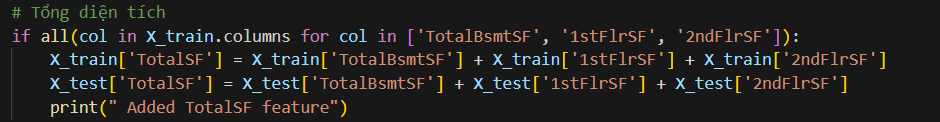 # Tổng diện tích
if all(col in X_train.columns for col in ['TotalBsmtSF', '1stFlrSF', '2ndFlrSF']):
    X_train['TotalSF'] = X_train['TotalBsmtSF'] + X_train['1stFlrSF'] + X_train['2ndFlrSF']
    X_test['TotalSF'] = X_test['TotalBsmtSF'] + X_test['1stFlrSF'] + X_test['2ndFlrSF']
    print(" Added TotalSF feature")